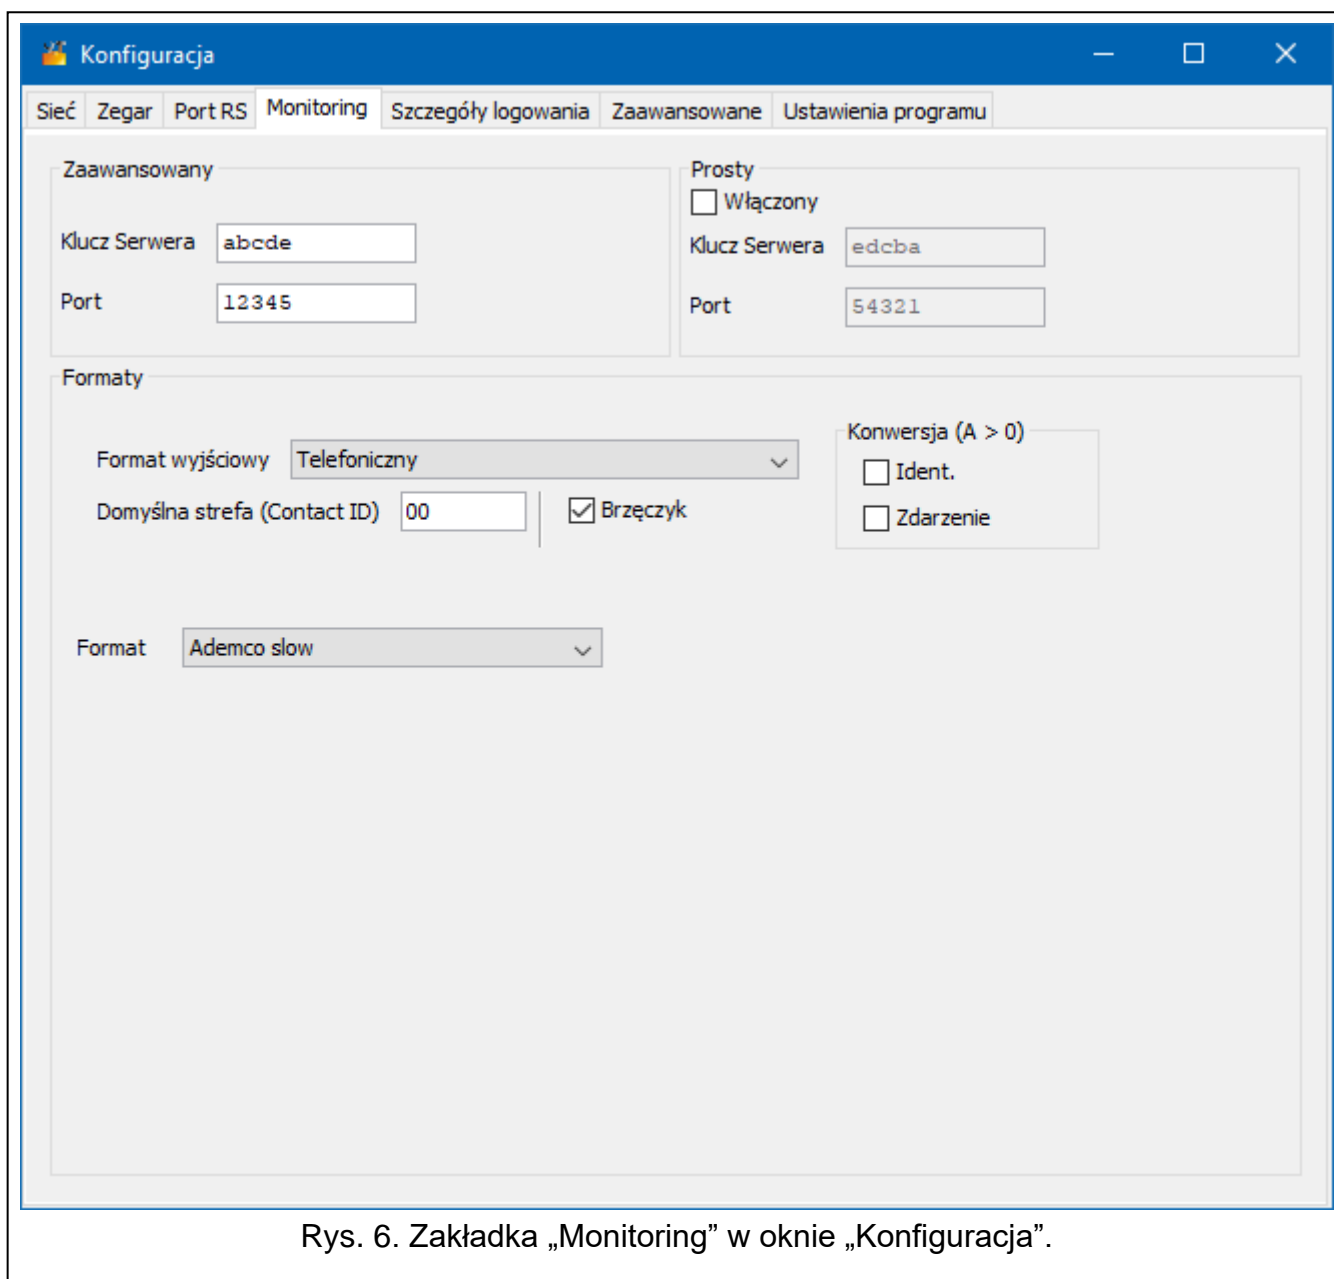 Konfiguracja
Sieć Zegar Port RS Monitoring Szczegóły logowania Zaawansowane Ustawienia programu
Zaawansowany
Klucz Serwera abcde
Port 12345
Prosty
Włączony
Klucz Serwera edcba
Port 54321
Formaty
Format wyjściowy Telefoniczny
Domyślna strefa (Contact ID) 00 Brzęczyk
Konwersja (A > 0)
Ident.
Zdarzenie
Format Ademco slow
Rys. 6. Zakładka „Monitoring” w oknie „Konfiguracja”.